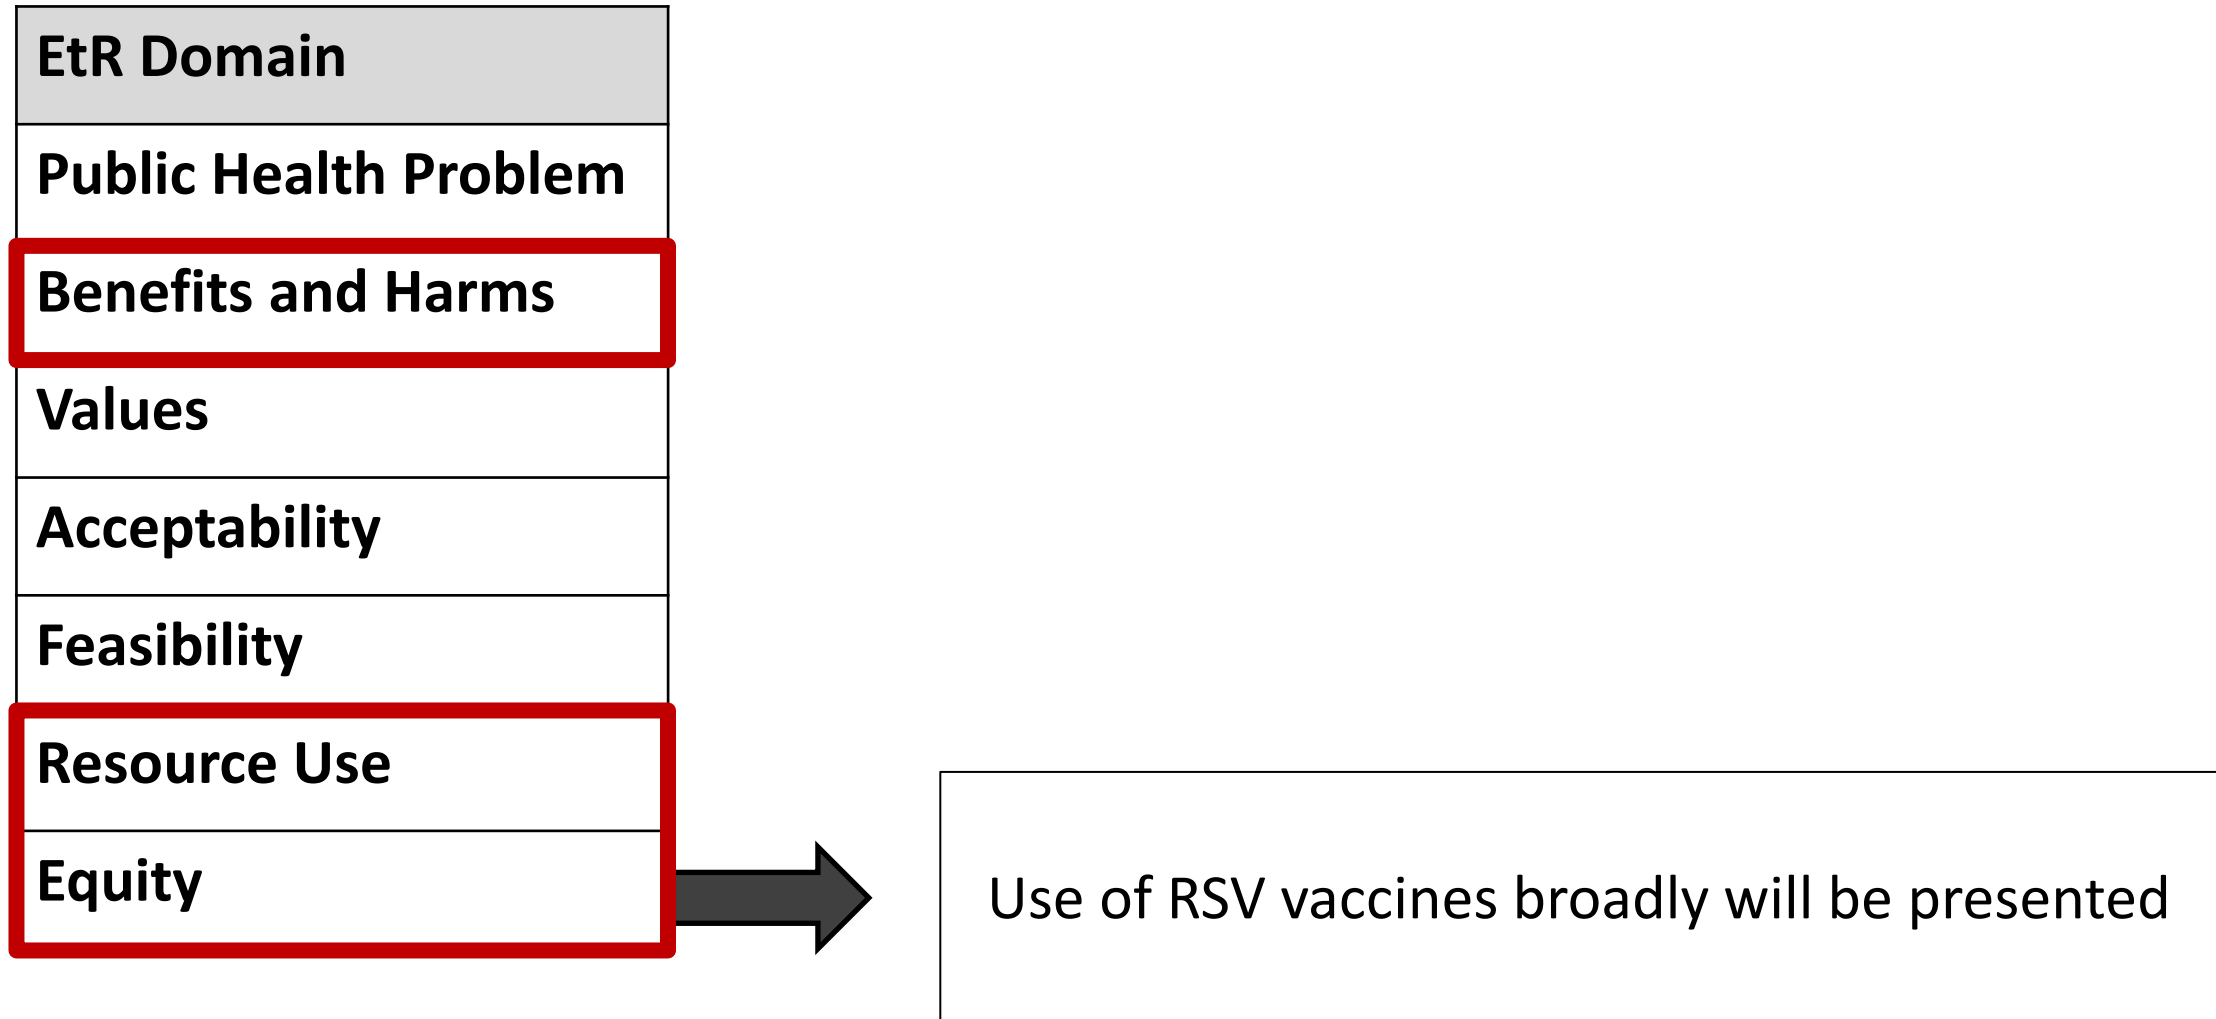 EtR Domain
Public Health Problem
Benefits and Harms
Values
Acceptability
Feasibility
Resource Use
Equity
Use of RSV vaccines broadly will be presented